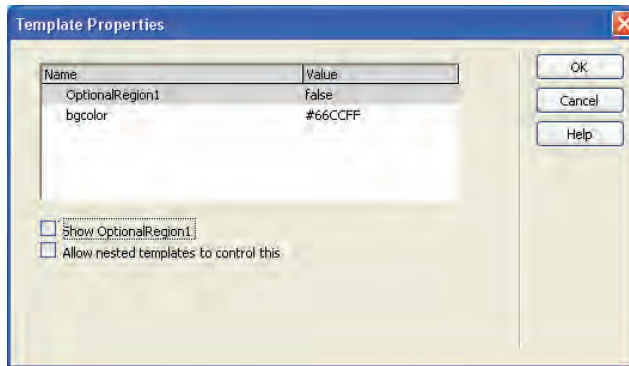 Template Properties
Name Value
OptionalRegion1 false
bgcolor #66CCFF
OK
Cancel
Help
Show OptionalRegion1
Allow nested templates to control this